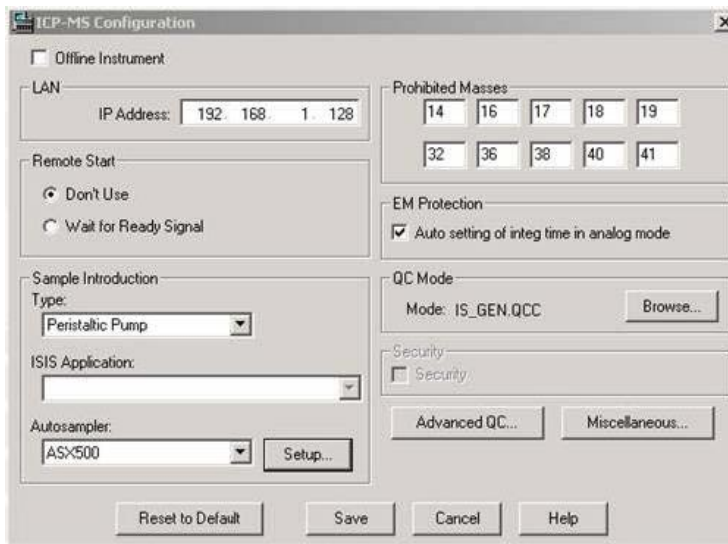 ICP-MS Configuration
Offline Instrument
LAN
IP Address: 192. 168. 1. 128
Remote Start
Don't Use
Wait for Ready Signal
Sample Introduction
Type:
Peristaltic Pump
ISIS Application:
Autosampler:
ASX500
Setup...
Prohibited Masses
14 16 17 18 19
32 36 38 40 41
EM Protection
Auto setting of integ time in analog mode
QC Mode
Mode: IS_GEN.QCC
Browse...
Security
Security
Advanced QC... Miscellaneous...
Reset to Default Save Cancel Help